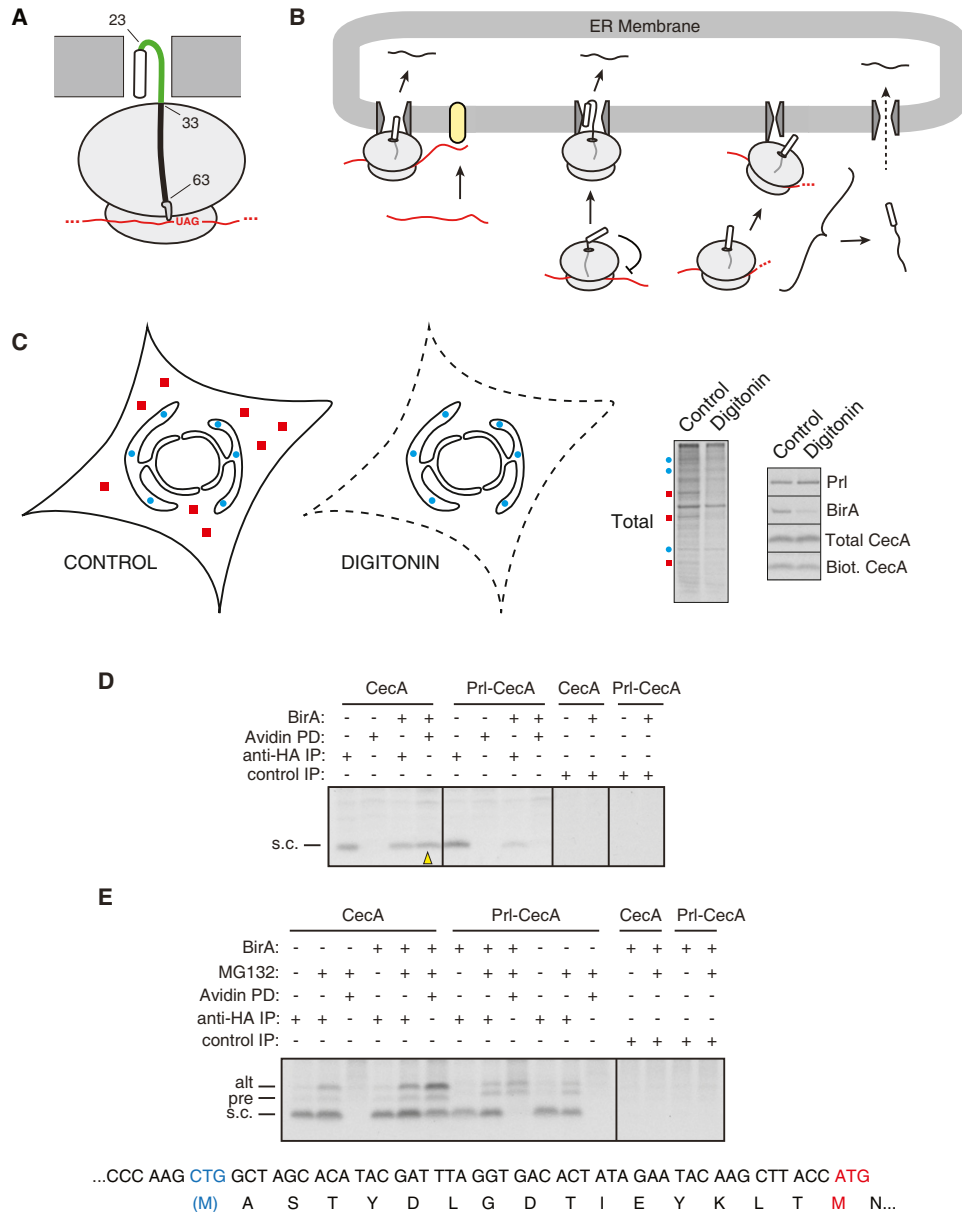 A
23
33
63
UAG
B
ER Membrane
C
CONTROL
DIGITONIN
Control
Digitonin
Total
Control
Digitonin
Prl
BirA
Total CecA
Biot. CecA
D
CecA Prl-CecA CecA Prl-CecA
BirA: - - + + - - + + - + - +
Avidin PD: - + - + - + - + - - - -
anti-HA IP: + - + - + - + - - - - -
control IP: - - - - - - - - + + + +
s.c.
E
CecA Prl-CecA CecA Prl-CecA
BirA: - - - + + + + + + - - - + + + +
MG132: - + + - + + - + + - + + - + - +
Avidin PD: - - + - - + - - + - - + - - - -
anti-HA IP: + + - + + - + + - + + - - - - -
control IP: - - - - - - - - - - - - + + + +
alt
pre
s.c.
...CCC AAG CTG GCT AGC ACA TAC GAT TTA GGT GAC ACT ATA GAA TAC AAG CTT ACC ATG
(M) A S T Y D L G D T I E Y K L T M N...